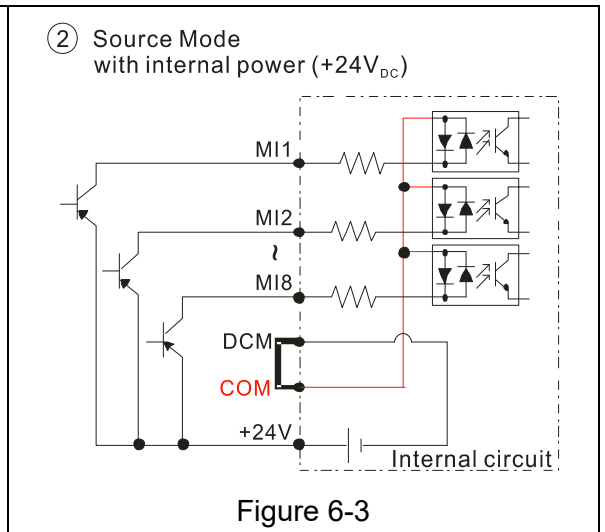 ② Source Mode
with internal power (+24VDC)
MI1
MI2
~
MI8
DCM
COM
+24V
Internal circuit
Figure 6-3